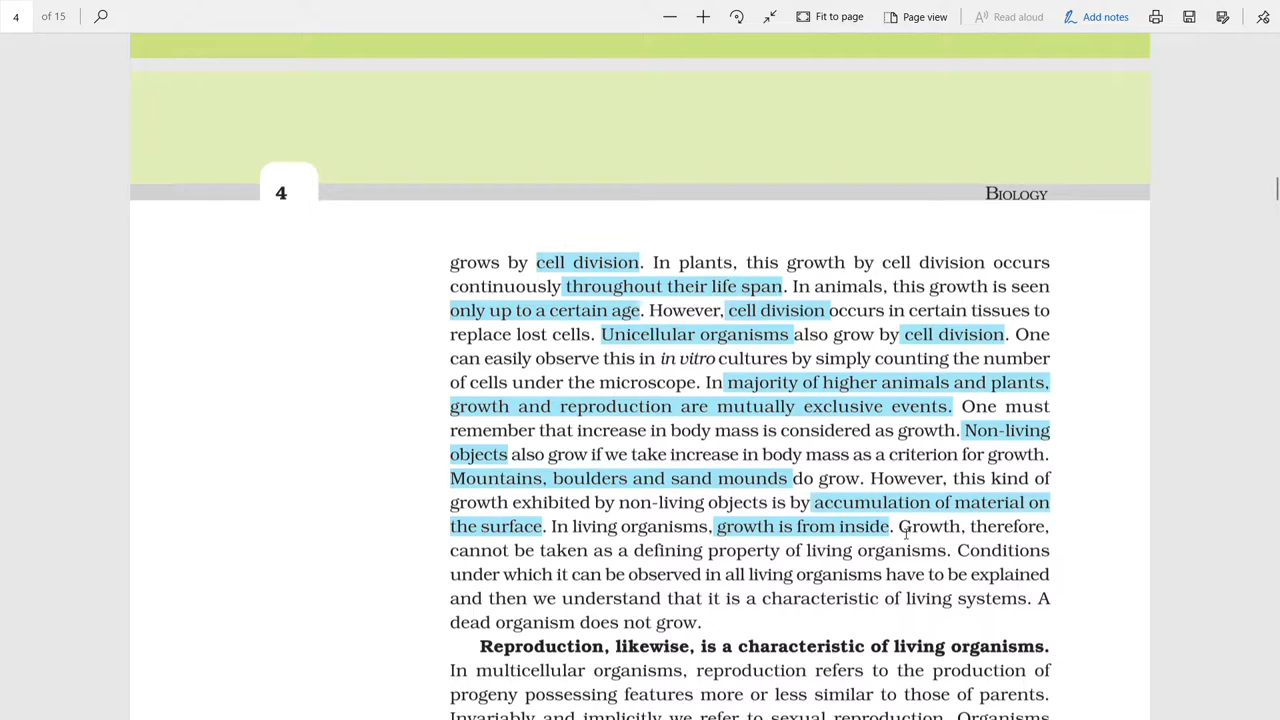 4 of 15 Fit to page Page view Read aloud Add notes
4 BIOLOGY
grows by cell division. In plants, this growth by cell division occurs
continuously throughout their life span. In animals, this growth is seen
only up to a certain age. However, cell division occurs in certain tissues to
replace lost cells. Unicellular organisms also grow by cell division. One
can easily observe this in in vitro cultures by simply counting the number
of cells under the microscope. In majority of higher animals and plants,
growth and reproduction are mutually exclusive events. One must
remember that increase in body mass is considered as growth. Non-living
objects also grow if we take increase in body mass as a criterion for growth.
Mountains, boulders and sand mounds do grow. However, this kind of
growth exhibited by non-living objects is by accumulation of material on
the surface. In living organisms, growth is from inside. Growth, therefore,
cannot be taken as a defining property of living organisms. Conditions
under which it can be observed in all living organisms have to be explained
and then we understand that it is a characteristic of living systems. A
dead organism does not grow.
Reproduction, likewise, is a characteristic of living organisms.
In multicellular organisms, reproduction refers to the production of
progeny possessing features more or less similar to those of parents.
Invariably and implicitly we refer to sexual reproduction. Organisms